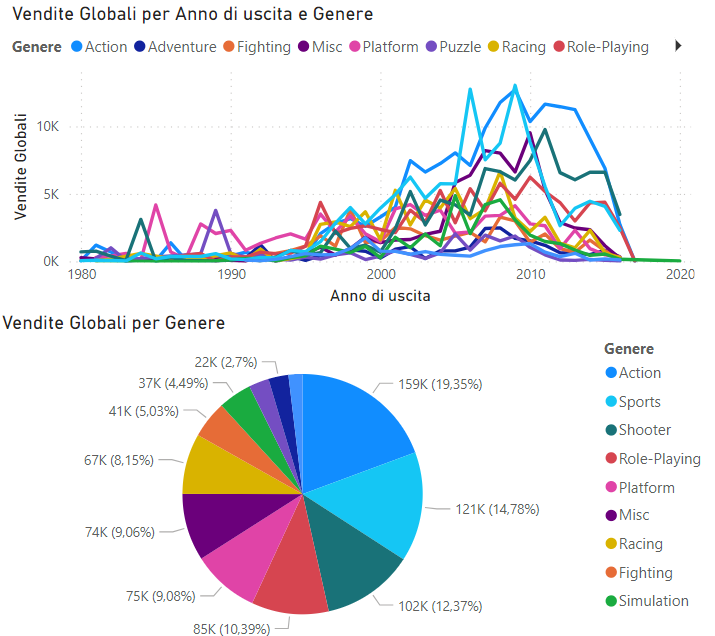 Vendite Globali per Anno di uscita e Genere
Genere Action Adventure Fighting Misc Platform Puzzle Racing Role-Playing
Vendite Globali
10K
5K
0K
1980 1990 2000 2010 2020
Anno di uscita
Vendite Globali per Genere
Genere
Action
Sports
Shooter
Role-Playing
Platform
Misc
Racing
Fighting
Simulation
22K (2,7%)
37K (4,49%)
41K (5,03%)
67K (8,15%)
74K (9,06%)
75K (9,08%)
85K (10,39%)
102K (12,37%)
121K (14,78%)
159K (19,35%)